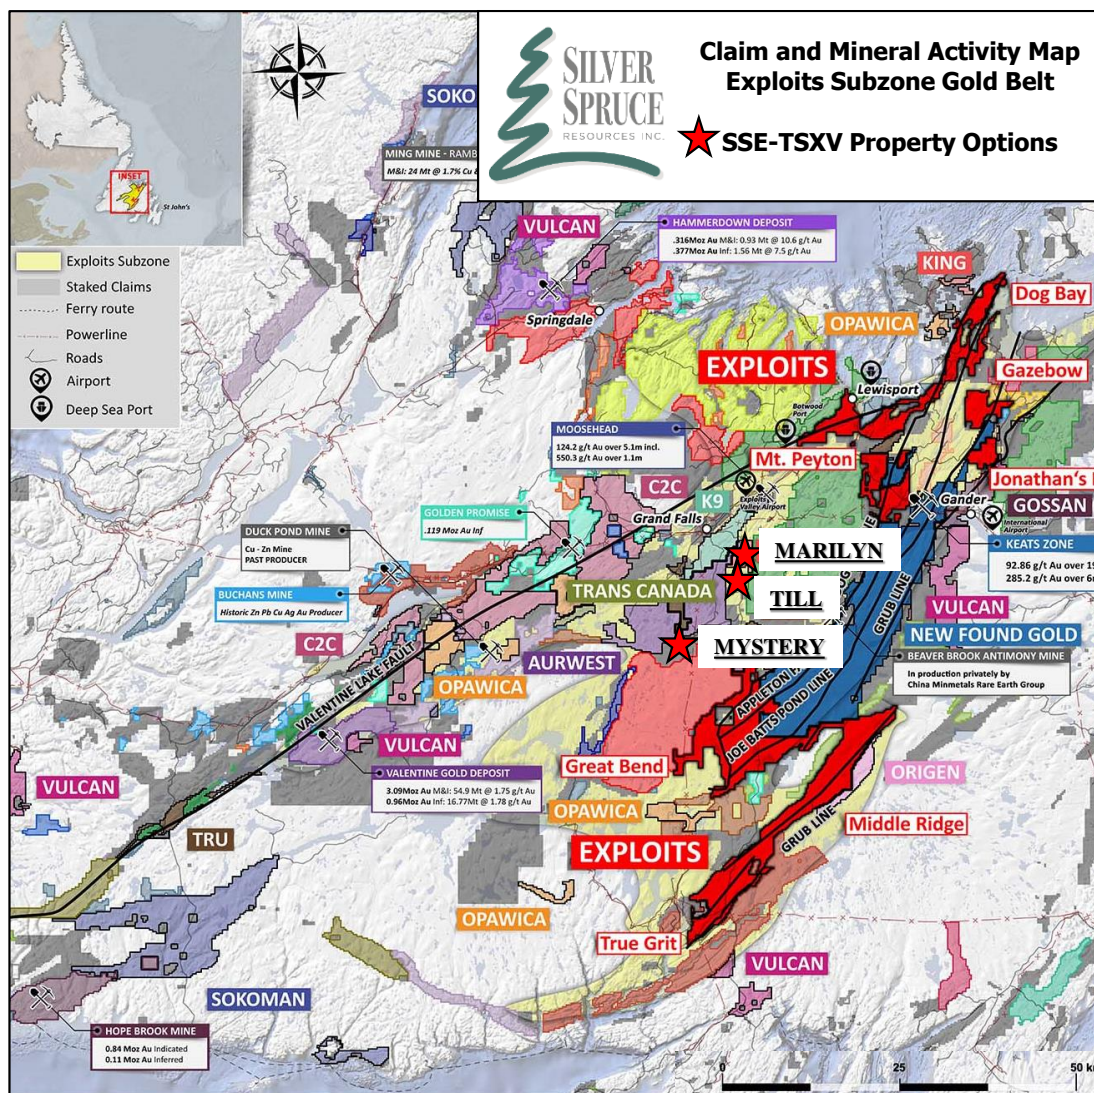 SILVER
SPRUCE
RESOURCES INC.
Claim and Mineral Activity Map
Exploits Subzone Gold Belt
SSE-TSXV Property Options
INSET
St John's
Exploits Subzone
Staked Claims
Ferry route
Powerline
Roads
Airport
Deep Sea Port
SOKO
MING MINE - RAMB
M&I: 24 Mt @ 1.7% Cu &
VULCAN
HAMMERDOWN DEPOSIT
.316Moz Au M&I: 0.93 Mt @ 10.6 g/t Au
.377Moz Au Inf: 1.56 Mt @ 7.5 g/t Au
KING
Dog Bay
Springdale
OPAWICA
EXPLOITS
Gazebow
Lewisport
Botwood
Port
MOOSEHEAD
124.2 g/t Au over 5.1m incl.
550.3 g/t Au over 1.1m
Mt. Peyton
Jonathan's
C2C
K9
Exploits
Valley Airport
Gander
GOSSAN
International
Airport
GOLDEN PROMISE
.119 Moz Au Inf
Grand Falls
DUCK POND MINE
Cu - Zn Mine
PAST PRODUCER
KEATS ZONE
92.86 g/t Au over 19
285.2 g/t Au over 6m
MARILYN
BUCHANS MINE
Historic Zn Pb Cu Ag Au Producer
TRANS CANADA
TILL
GRUB LINE
VULCAN
C2C
MYSTERY
NEW FOUND GOLD
AURWEST
BEAVER BROOK ANTIMONY MINE
In production privately by
China Minmetals Rare Earth Group
VALENTINE LAKE FAULT
OPAWICA
APPLETON
JOE BATTS POND LINE
VULCAN
Great Bend
VULCAN
VALENTINE GOLD DEPOSIT
3.09Moz Au M&I: 54.9 Mt @ 1.75 g/t Au
0.96Moz Au Inf: 16.77Mt @ 1.78 g/t Au
ORIGEN
OPAWICA
Middle Ridge
GRUB LINE
TRU
EXPLOITS
OPAWICA
True Grit
VULCAN
SOKOMAN
HOPE BROOK MINE
0.84 Moz Au Indicated
0.11 Moz Au Inferred
0
25
50 k